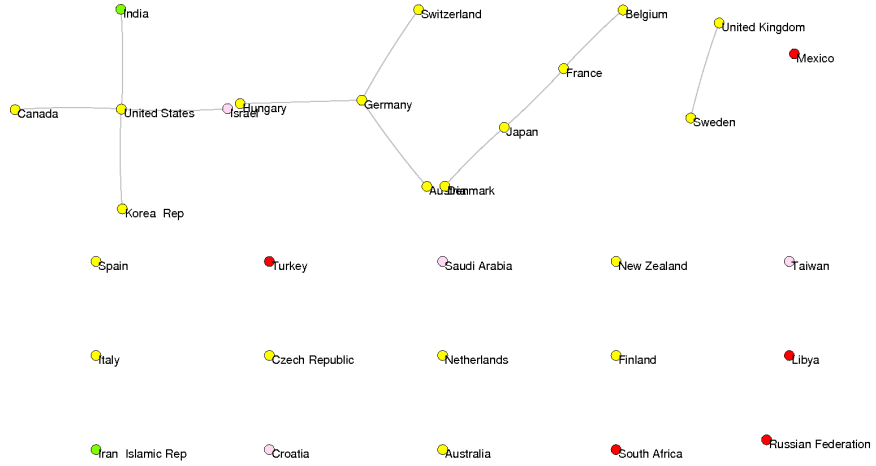 India
Switzerland
Belgium
United Kingdom
Mexico
Canada
United States
Israel
Hungary
Germany
France
Japan
Sweden
Austria
Denmark
Korea Rep
Spain
Turkey
Saudi Arabia
New Zealand
Taiwan
Italy
Czech Republic
Netherlands
Finland
Libya
Iran Islamic Rep
Croatia
Australia
South Africa
Russian Federation